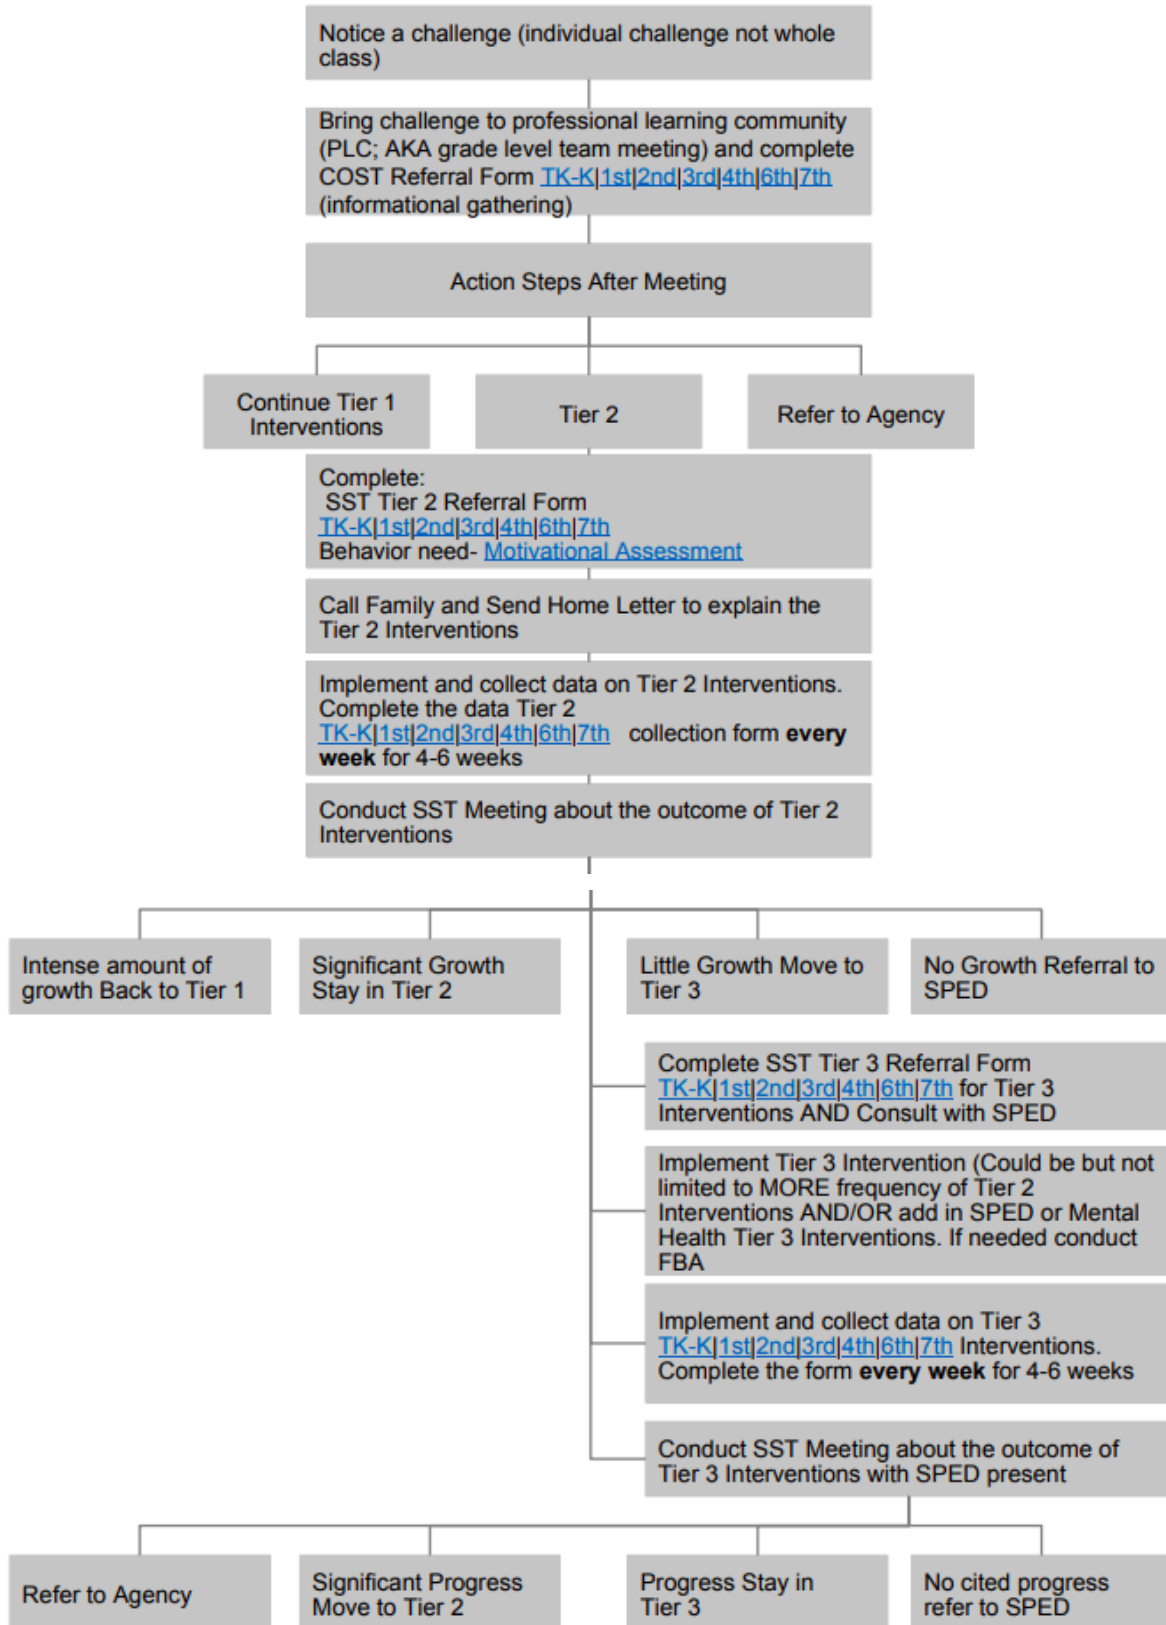 Notice a challenge (individual challenge not whole
class)
Bring challenge to professional learning community
(PLC; AKA grade level team meeting) and complete
COST Referral Form TK-K|1st|2nd|3rd|4th|6th|7th
(informational gathering)
Action Steps After Meeting
Continue Tier 1
Interventions
Tier 2
Refer to Agency
Complete:
SST Tier 2 Referral Form
TK-K|1st|2nd|3rd|4th|6th|7th
Behavior need- Motivational Assessment
Call Family and Send Home Letter to explain the
Tier 2 Interventions
Implement and collect data on Tier 2 Interventions.
Complete the data Tier 2
TK-K|1st|2nd|3rd|4th|6th|7th collection form every
week for 4-6 weeks
Conduct SST Meeting about the outcome of Tier 2
Interventions
Intense amount of
growth Back to Tier 1
Significant Growth
Stay in Tier 2
Little Growth Move to
Tier 3
No Growth Referral to
SPED
Complete SST Tier 3 Referral Form
TK-K|1st|2nd|3rd|4th|6th|7th for Tier 3
Interventions AND Consult with SPED
Implement Tier 3 Intervention (Could be but not
limited to MORE frequency of Tier 2
Interventions AND/OR add in SPED or Mental
Health Tier 3 Interventions. If needed conduct
FBA
Implement and collect data on Tier 3
TK-K|1st|2nd|3rd|4th|6th|7th Interventions.
Complete the form every week for 4-6 weeks
Conduct SST Meeting about the outcome of
Tier 3 Interventions with SPED present
Refer to Agency
Significant Progress
Move to Tier 2
Progress Stay in
Tier 3
No cited progress
refer to SPED